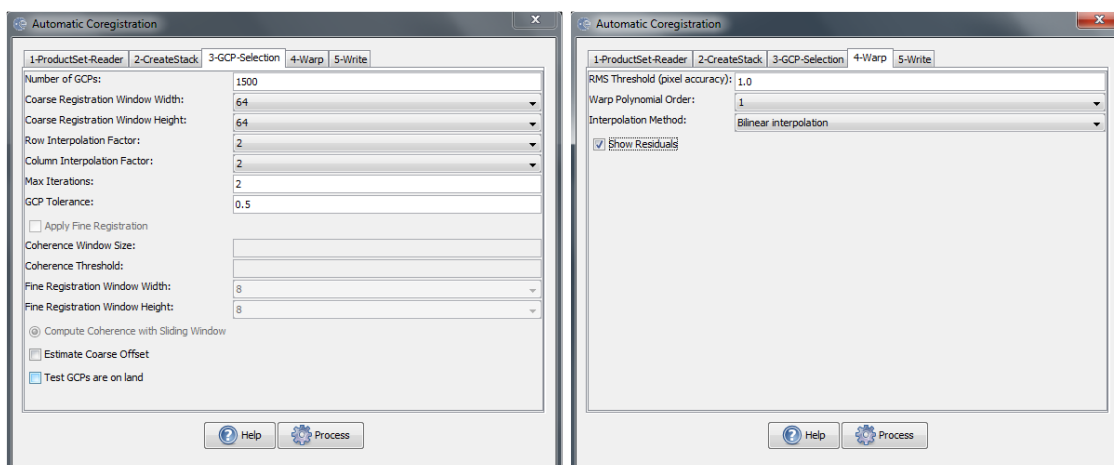 Automatic Coregistration
1-ProductSet-Reader 2-CreateStack 3-GCP-Selection 4-Warp 5-Write
Number of GCPs: 1500
Coarse Registration Window Width: 64
Coarse Registration Window Height: 64
Row Interpolation Factor: 2
Column Interpolation Factor: 2
Max Iterations: 2
GCP Tolerance: 0.5
Apply Fine Registration
Coherence Window Size:
Coherence Threshold:
Fine Registration Window Width: 8
Fine Registration Window Height: 8
Compute Coherence with Sliding Window
Estimate Coarse Offset
Test GCPs are on land
Help Process
Automatic Coregistration
1-ProductSet-Reader 2-CreateStack 3-GCP-Selection 4-Warp 5-Write
RMS Threshold (pixel accuracy): 1.0
Warp Polynomial Order: 1
Interpolation Method: Bilinear interpolation
Show Residuals
Help Process